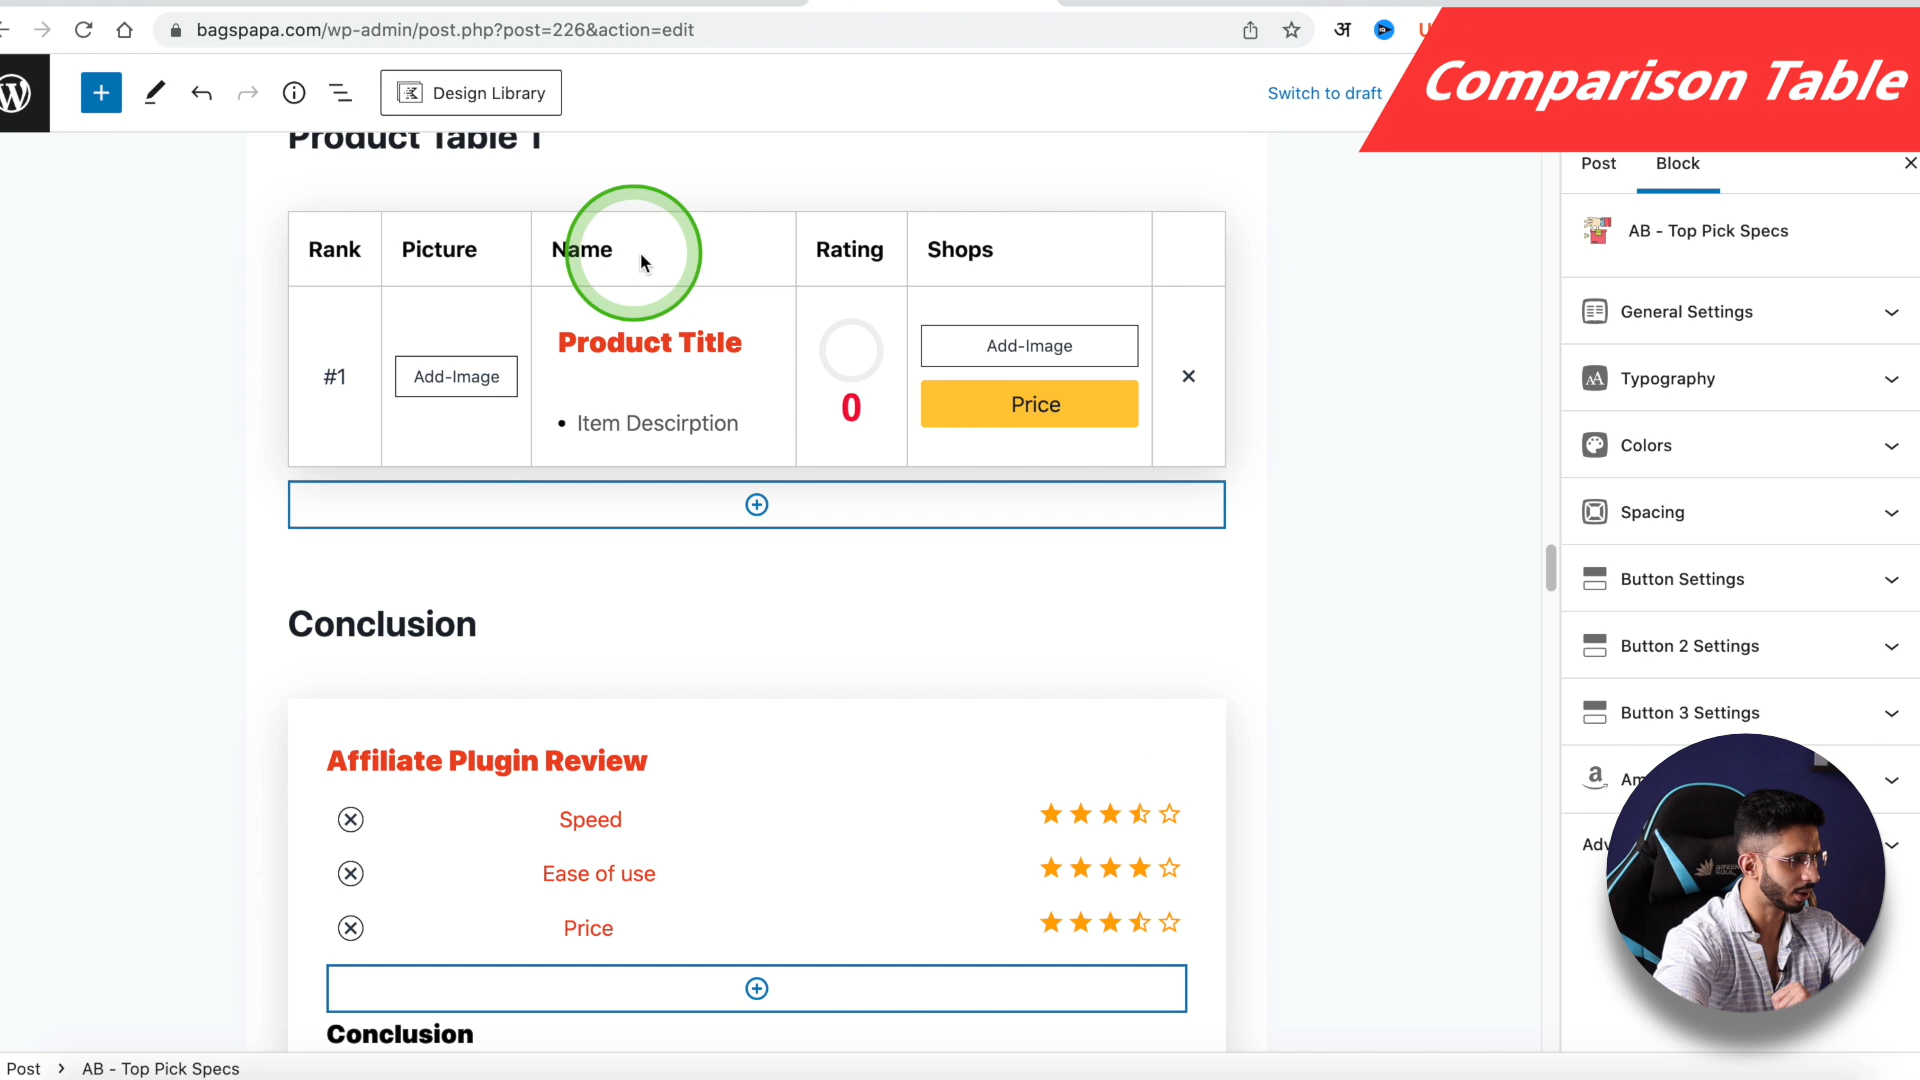 bagspapa.com/wp-admin/post.php?post=226&action=edit
अ
Comparison Table
Design Library
Switch to draft
Product Table 1
Post
Block
AB - Top Pick Specs
Rank
Picture
Name
Rating
Shops
General Settings
Product Title
#1
Add-Image
Add-Image
0
Price
Item Descirption
Typography
Colors
Spacing
Conclusion
Button Settings
Button 2 Settings
Button 3 Settings
Affiliate Plugin Review
Speed
Ease of use
Price
Conclusion
Post > AB - Top Pick Specs